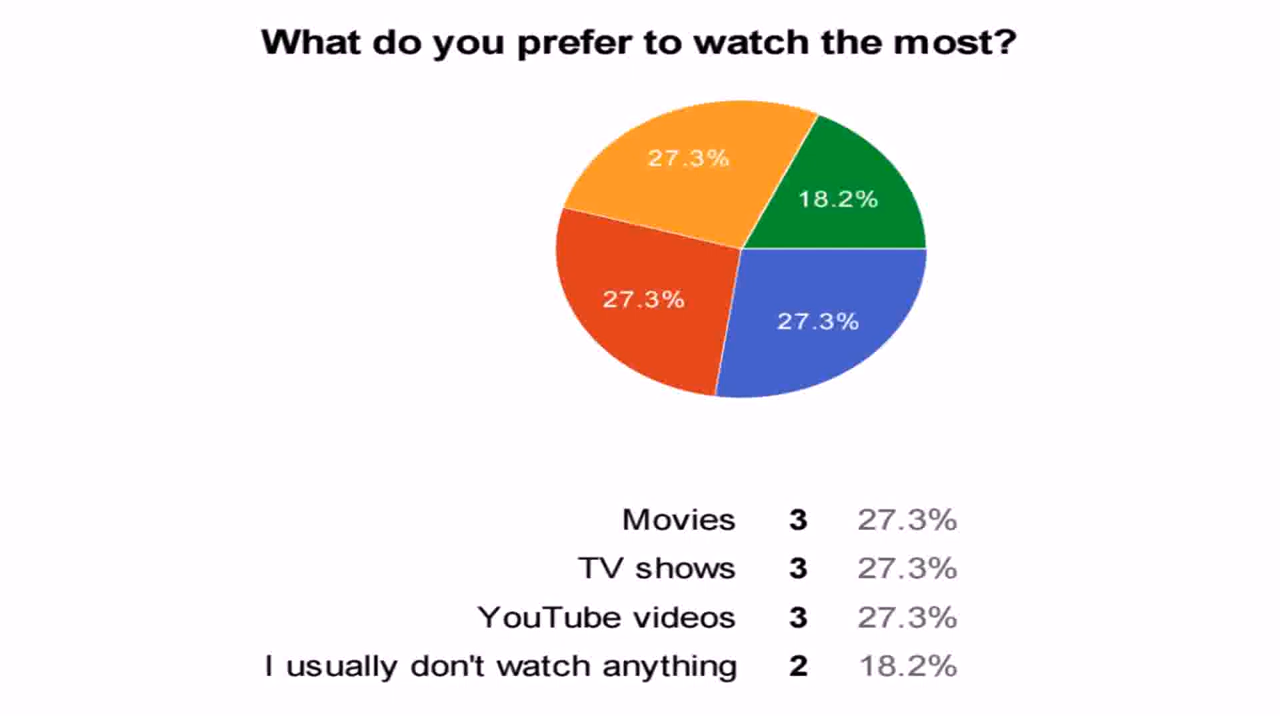 What do you prefer to watch the most?
27.3%
18.2%
27.3%
27.3%
Movies 3 27.3%
TV shows 3 27.3%
YouTube videos 3 27.3%
I usually don't watch anything 2 18.2%